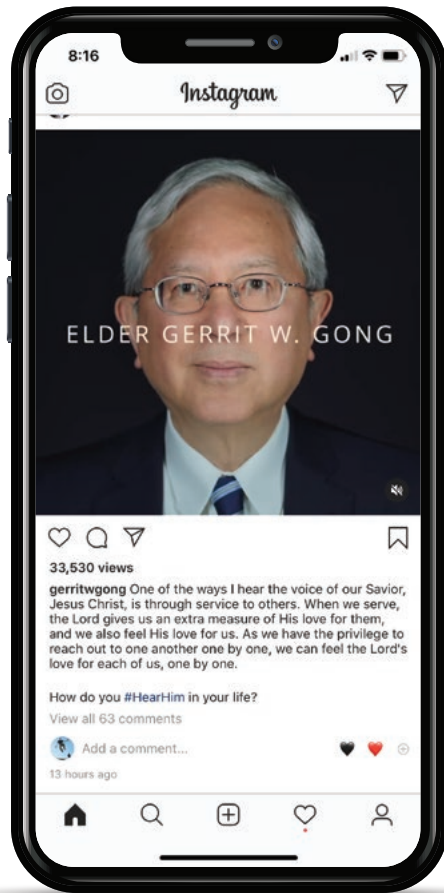 8:16
Instagram
ELDER GERRIT W. GONG
33,530 views
gerritwgong One of the ways I hear the voice of our Savior,
Jesus Christ, is through service to others. When we serve,
the Lord gives us an extra measure of His love for them,
and we also feel His love for us. As we have the privilege to
reach out to one another one by one, we can feel the Lord's
love for each of us, one by one.
How do you #HearHim in your life?
View all 63 comments
Add a comment...
13 hours ago